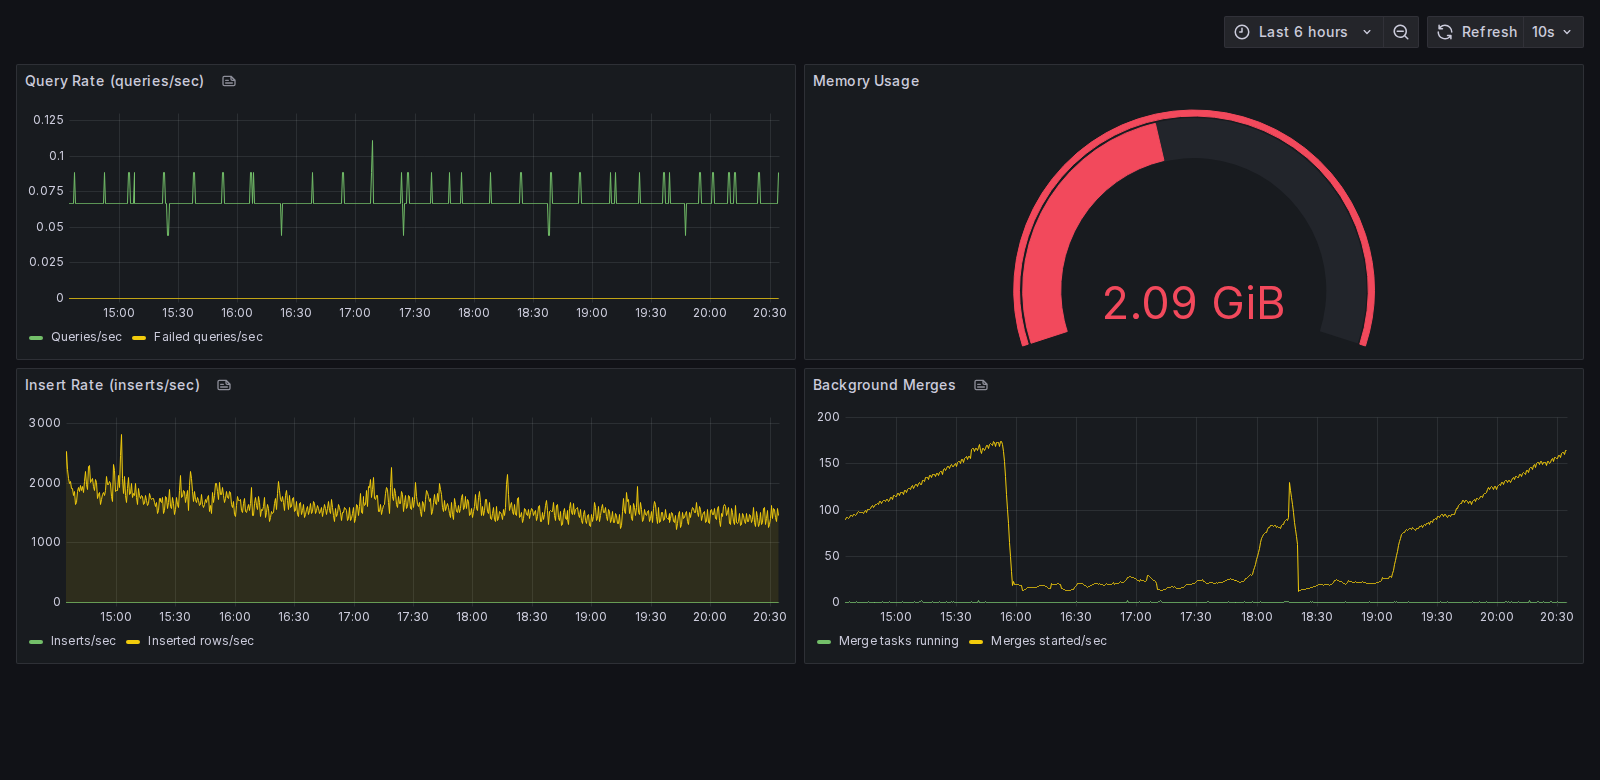 Last 6 hours
Refresh 10s
Query Rate (queries/sec)
0.125
0.1
0.075
0.05
0.025
0
15:00 15:30 16:00 16:30 17:00 17:30 18:00 18:30 19:00 19:30 20:00 20:30
Queries/sec Failed queries/sec
Memory Usage
2.09 GiB
Insert Rate (inserts/sec)
3000
2000
1000
0
15:00 15:30 16:00 16:30 17:00 17:30 18:00 18:30 19:00 19:30 20:00 20:30
Inserts/sec Inserted rows/sec
Background Merges
200
150
100
50
0
15:00 15:30 16:00 16:30 17:00 17:30 18:00 18:30 19:00 19:30 20:00 20:30
Merge tasks running Merges started/sec